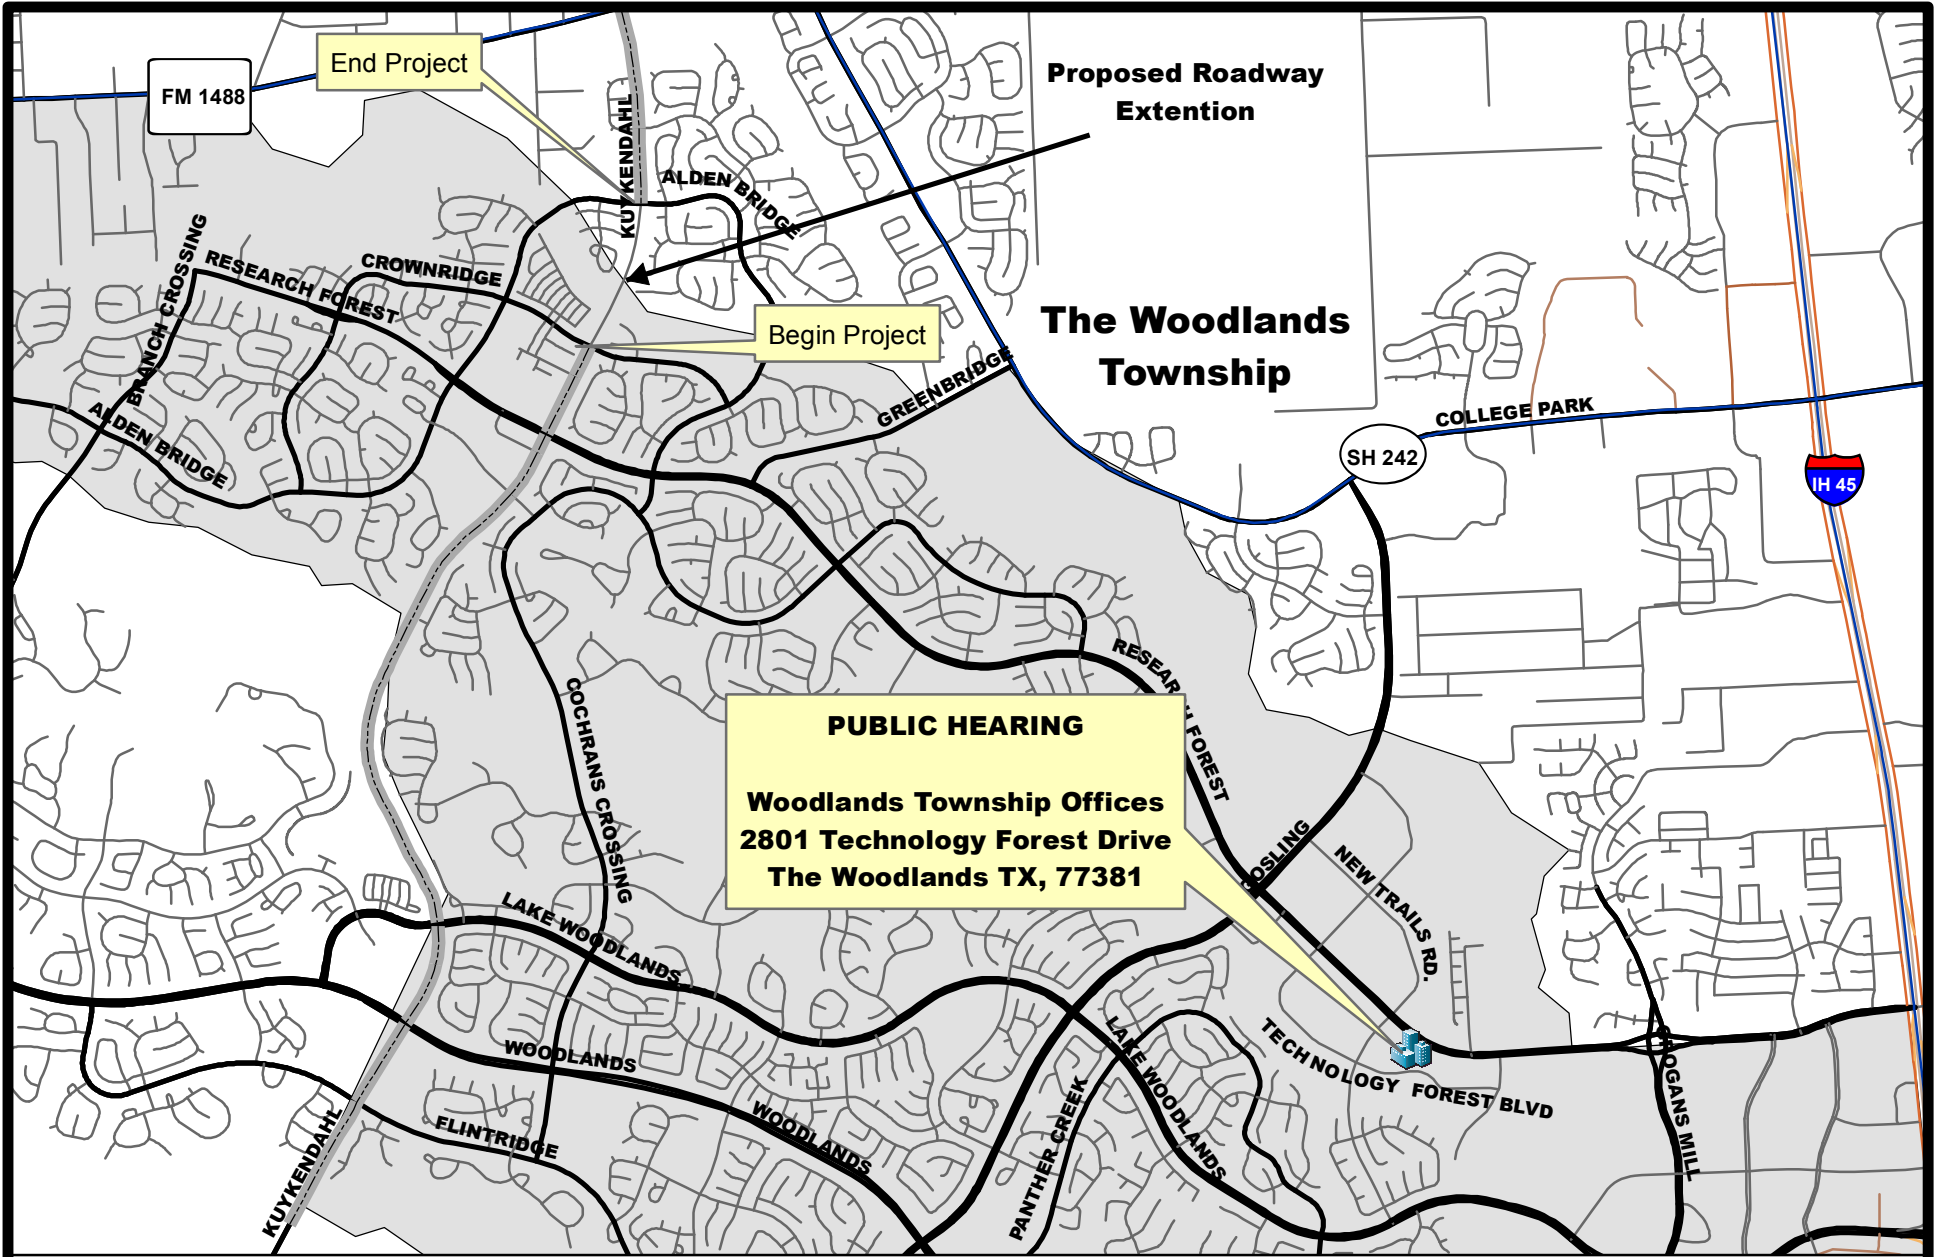 End Project
FM 1488
KUYKENDAHL
Proposed Roadway
Extention
ALDEN BRIDGE
BRANCH CROSSING
RESEARCH FOREST
CROWNRIDGE
Begin Project
The Woodlands
Township
GREENBRIDGE
ALDEN BRIDGE
COLLEGE PARK
SH 242
IH 45
RESEAR H FOREST
COCHRANS CROSSING
PUBLIC HEARING
Woodlands Township Offices
2801 Technology Forest Drive
The Woodlands TX, 77381
GOSLING
NEW TRAILS RD.
LAKE WOODLANDS
WOODLANDS
LAKE WOODLANDS
TECHNOLOGY FOREST BLVD
GROGANS MILL
FLINTRIDGE
WOODLANDS
PANTHER CREEK
KUYKENDAHL